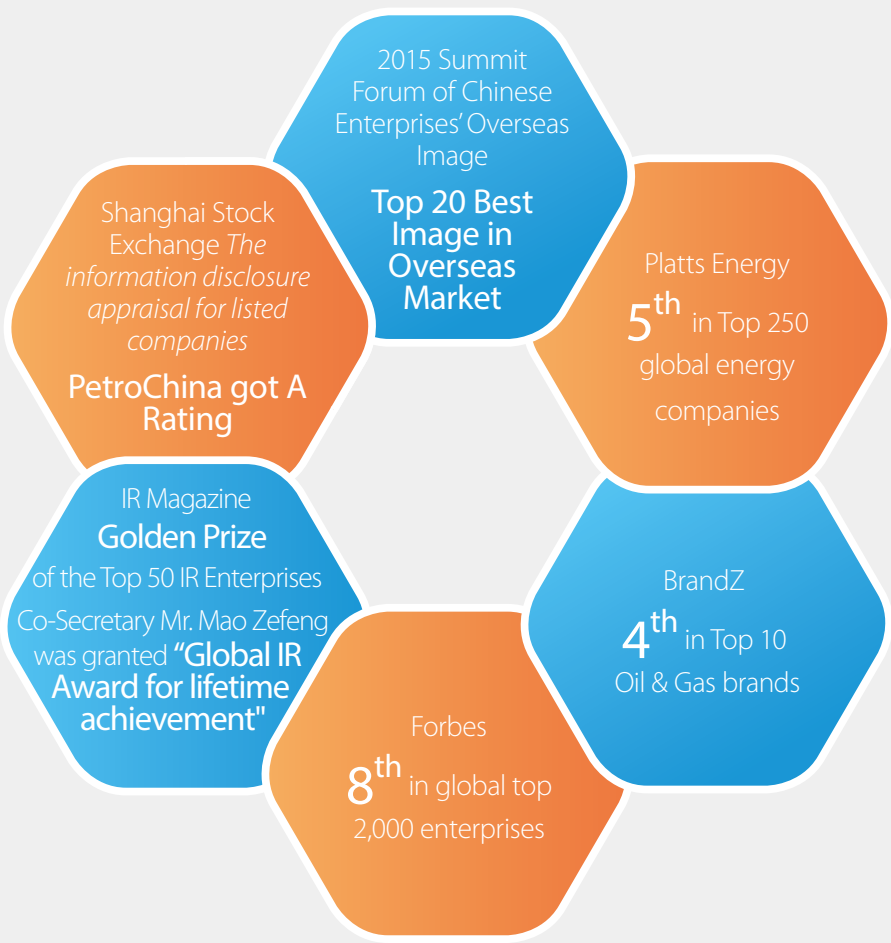 2015 Summit
Forum of Chinese
Enterprises’ Overseas
Image
Top 20 Best
Image in
Overseas
Market
Shanghai Stock
Exchange The
information disclosure
appraisal for listed
companies
PetroChina got A
Rating
Platts Energy
5th in Top 250
global energy
companies
IR Magazine
Golden Prize
of the Top 50 IR Enterprises
Co-Secretary Mr. Mao Zefeng
was granted “Global IR
Award for lifetime
achievement"
BrandZ
4th in Top 10
Oil & Gas brands
Forbes
8th in global top
2,000 enterprises